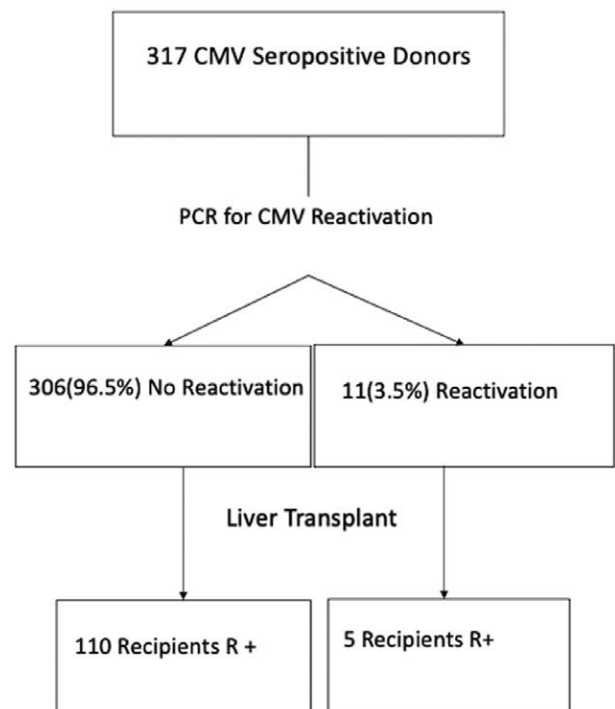 317 CMV Seropositive Donors
PCR for CMV Reactivation
306(96.5%) No Reactivation
11(3.5%) Reactivation
Liver Transplant
110 Recipients R +
5 Recipients R+